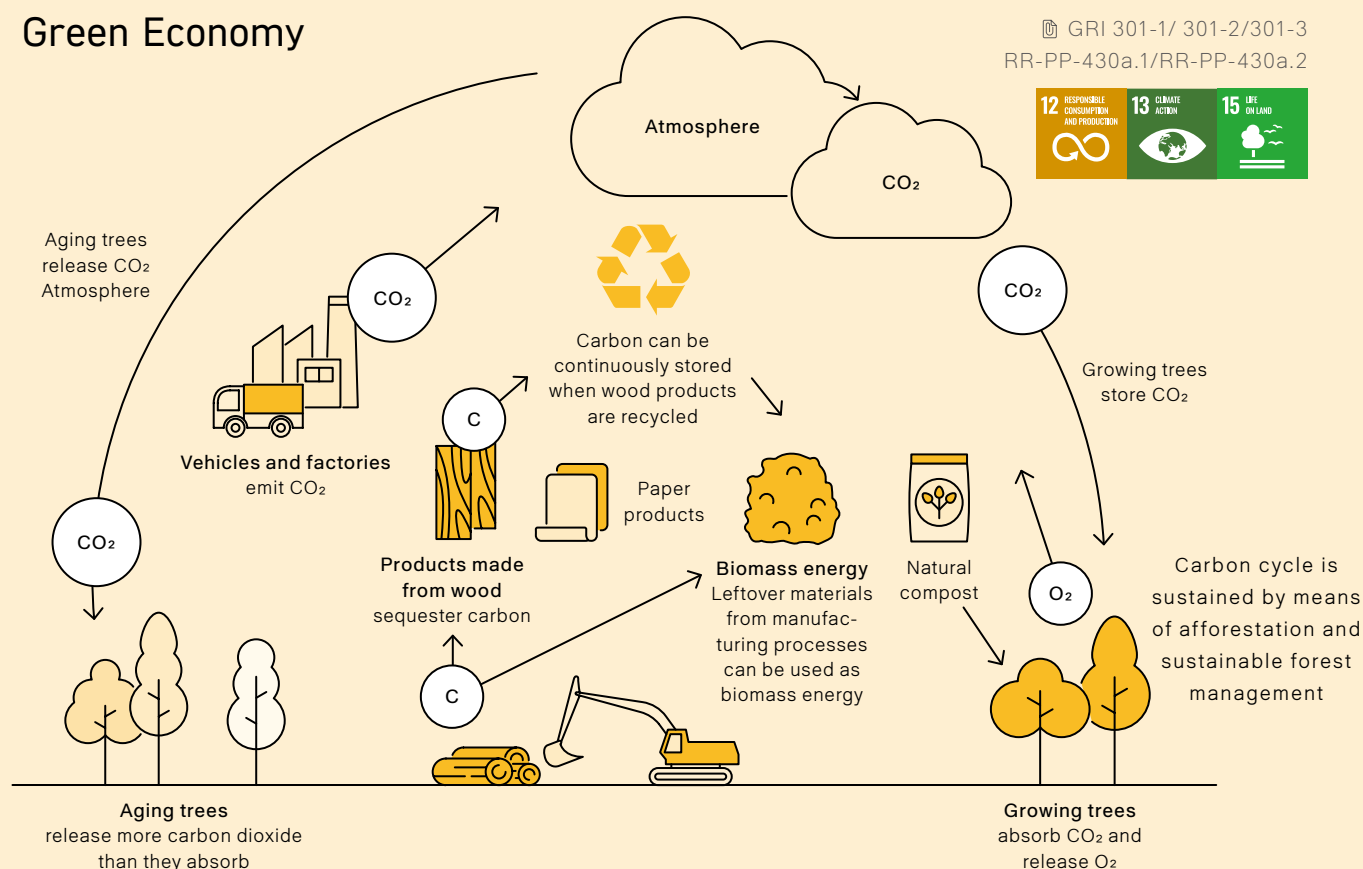 Green Economy
GRI 301-1/ 301-2/301-3
RR-PP-430a.1/RR-PP-430a.2
12 RESPONSIBLE
CONSUMPTION
AND PRODUCTION
13 CLIMATE
ACTION
15 LIFE
ON LAND
Atmosphere
CO₂
Aging trees
release CO₂
Atmosphere
CO₂
CO₂
Carbon can be
continuously stored
when wood products
are recycled
Growing trees
store CO₂
C
Vehicles and factories
emit CO₂
Paper
products
CO₂
Products made
from wood
sequester carbon
Biomass energy
Leftover materials
from manufac-
turing processes
can be used as
biomass energy
Natural
compost
O₂
Carbon cycle is
sustained by means
of afforestation and
sustainable forest
management
C
Aging trees
release more carbon dioxide
than they absorb
Growing trees
absorb CO₂ and
release O₂